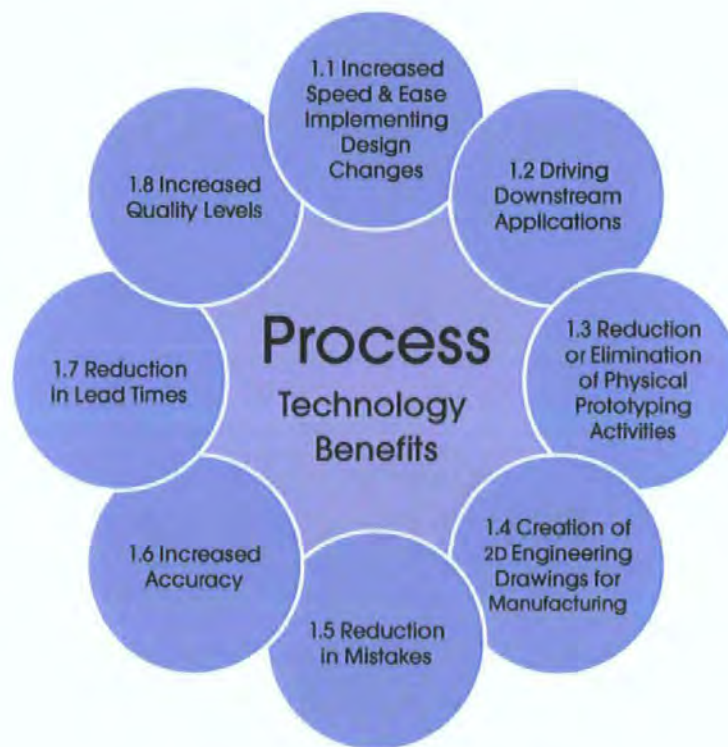 1.1 Increased
Speed & Ease
Implementing
Design
Changes
1.2 Driving
Downstream
Applications
1.3 Reduction
or Elimination
of Physical
Prototyping
Activities
1.4 Creation of
2D Engineering
Drawings for
Manufacturing
1.5 Reduction
in Mistakes
1.6 Increased
Accuracy
1.7 Reduction
in Lead Times
1.8 Increased
Quality Levels
Process
Technology
Benefits